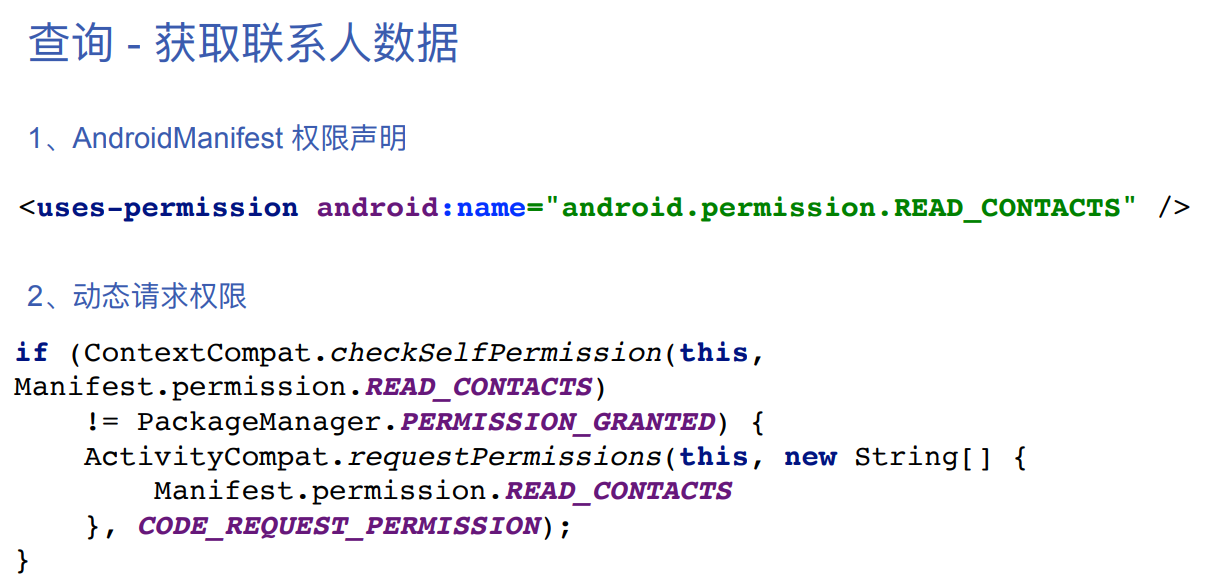 查询 - 获取联系人数据
1、AndroidManifest 权限声明
<uses-permission android:name="android.permission.READ_CONTACTS" />
2、动态请求权限
if (ContextCompat.checkSelfPermission(this,
Manifest.permission.READ_CONTACTS)
    != PackageManager.PERMISSION_GRANTED) {
    ActivityCompat.requestPermissions(this, new String[] {
        Manifest.permission.READ_CONTACTS
    }, CODE_REQUEST_PERMISSION);
}